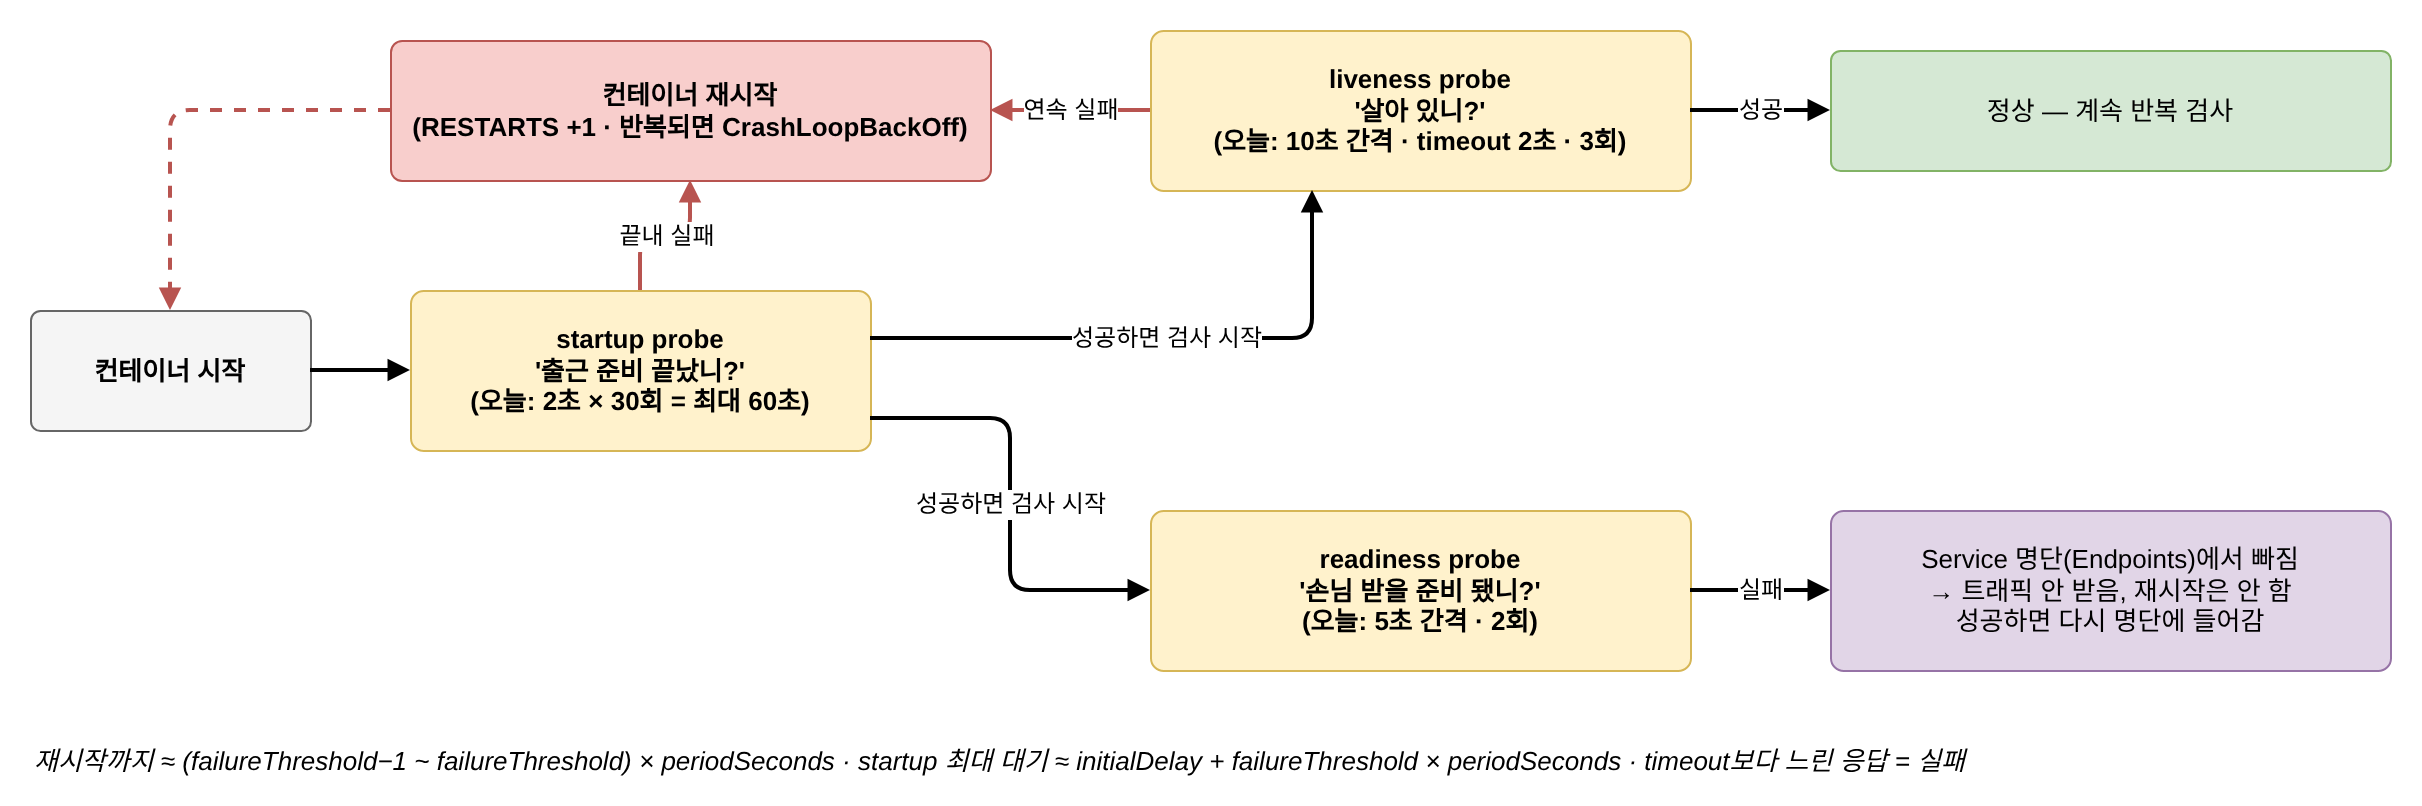 컨테이너 재시작
(RESTARTS +1 · 반복되면 CrashLoopBackOff)
연속 실패
liveness probe
'살아 있니?'
(오늘: 10초 간격 · timeout 2초 · 3회)
성공
정상 — 계속 반복 검사
끝내 실패
컨테이너 시작
startup probe
'출근 준비 끝났니?'
(오늘: 2초 × 30회 = 최대 60초)
성공하면 검사 시작
성공하면 검사 시작
readiness probe
'손님 받을 준비 됐니?'
(오늘: 5초 간격 · 2회)
실패
Service 명단(Endpoints)에서 빠짐
→ 트래픽 안 받음, 재시작은 안 함
성공하면 다시 명단에 들어감
재시작까지 ≈ (failureThreshold−1 ~ failureThreshold) × periodSeconds · startup 최대 대기 ≈ initialDelay + failureThreshold × periodSeconds · timeout보다 느린 응답 = 실패